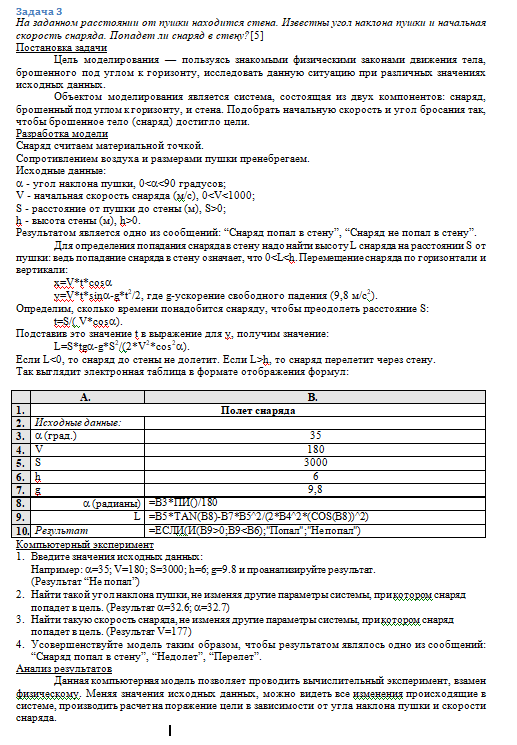 Задача 3
На заданном расстоянии от пушки находится стена. Известны угол наклона пушки и начальная
скорость снаряда. Попадет ли снаряд в стену? [5]
Постановка задачи
Цель моделирования — пользуясь знакомыми физическими законами движения тела,
брошенного под углом к горизонту, исследовать данную ситуацию при различных значениях
исходных данных.
Объектом моделирования является система, состоящая из двух компонентов: снаряд,
брошенный под углом к горизонту, и стена. Подобрать начальную скорость и угол бросания так,
чтобы брошенное тело (снаряд) достигло цели.
Разработка модели
Снаряд считаем материальной точкой.
Сопротивлением воздуха и размерами пушки пренебрегаем.
Исходные данные:
α - угол наклона пушки, 0<α<90 градусов;
V - начальная скорость снаряда (м/с), 0<V<1000;
S - расстояние от пушки до стены (м), S>0;
h - высота стены (м), h>0.
Результатом является одно из сообщений: “Снаряд попал в стену”, “Снаряд не попал в стену”.
Для определения попадания снаряда в стену надо найти высоту L снаряда на расстоянии S от
пушки: ведь попадание снаряда в стену означает, что 0<L<h. Перемещение снаряда по горизонтали и
вертикали:
x=V*t*cosα
y=V*t*sinα-g*t²/2, где g-ускорение свободного падения (9,8 м/с²).
Определим, сколько времени понадобится снаряду, чтобы преодолеть расстояние S:
t=S/( V*cosα).
Подставив это значение t в выражение для y, получим значение:
L=S*tgα-g*S²/(2*V²*cos²α).
Если L<0, то снаряд до стены не долетит. Если L>h, то снаряд перелетит через стену.
Так выглядит электронная таблица в формате отображения формул:
A. B.
1. Полет снаряда
2. Исходные данные:
3. α (град.) 35
4. V 180
5. S 3000
6. h 6
7. g 9,8
8. α (радианы) =B3*ПИ()/180
9. L =B5*TAN(B8)-B7*B5^2/(2*B4^2*(COS(B8))^2)
10. Результат =ЕСЛИ(И(B9>0;B9<B6);"Попал";"Не попал")
Компьютерный эксперимент
1. Введите значения исходных данных:
Например: α=35; V=180; S=3000; h=6; g=9.8 и проанализируйте результат.
(Результат “Не попал”)
2. Найти такой угол наклона пушки, не изменяя другие параметры системы, при котором снаряд
попадет в цель. (Результат α=32.6; α=32.7)
3. Найти такую скорость снаряда, не изменяя другие параметры системы, при котором снаряд
попадет в цель. (Результат V=177)
4. Усовершенствуйте модель таким образом, чтобы результатом являлось одно из сообщений:
“Снаряд попал в стену”, “Недолет”, “Перелет”.
Анализ результатов
Данная компьютерная модель позволяет проводить вычислительный эксперимент, взамен
физическому. Меняя значения исходных данных, можно видеть все изменения происходящие в
системе, производить расчет на поражение цели в зависимости от угла наклона пушки и скорости
снаряда.